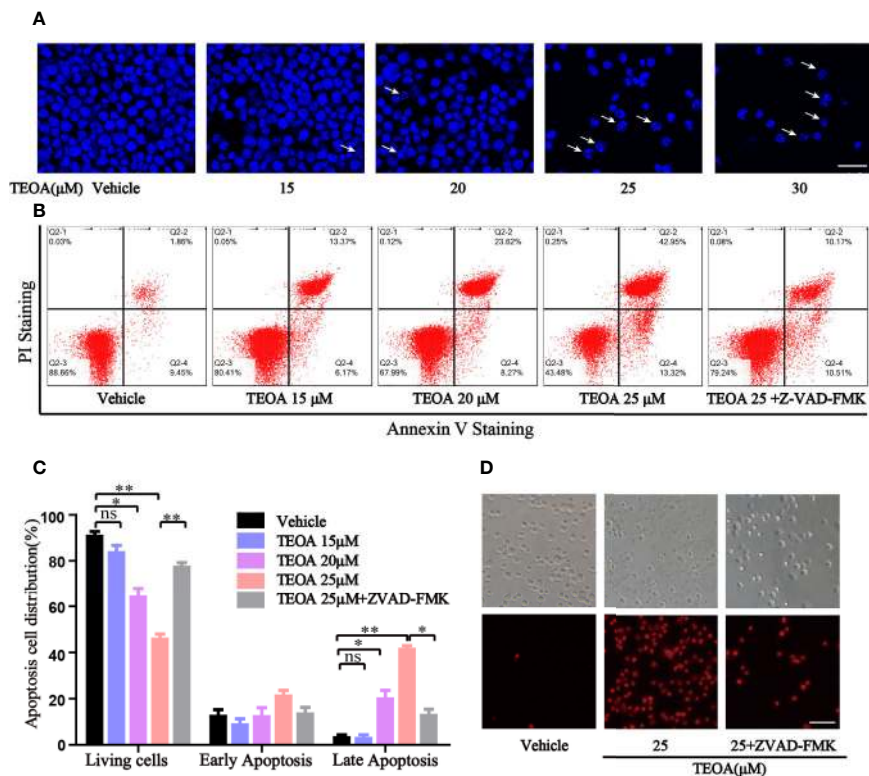 A
TEOA(μM) Vehicle 15 20 25 30
B
PI Staining
Q2-1 0.03% Q2-2 1.86% Q2-3 88.66% Q2-4 9.45%
Q2-1 0.05% Q2-2 13.37% Q2-3 80.41% Q2-4 6.17%
Q2-1 0.12% Q2-2 23.62% Q2-3 67.99% Q2-4 8.27%
Q2-1 0.25% Q2-2 42.95% Q2-3 43.48% Q2-4 13.32%
Q2-1 0.08% Q2-2 10.17% Q2-3 79.24% Q2-4 10.51%
Vehicle TEOA 15 μM TEOA 20 μM TEOA 25 μM TEOA 25 +Z-VAD-FMK
Annexin V Staining
C
Apoptosis cell distribution(%)
100
80
60
40
20
0
**
*
ns
**
Vehicle
TEOA 15μM
TEOA 20μM
TEOA 25μM
TEOA 25μM+ZVAD-FMK
**
*
*
ns
Living cells Early Apoptosis Late Apoptosis
D
Vehicle 25 25+ZVAD-FMK
TEOA(μM)